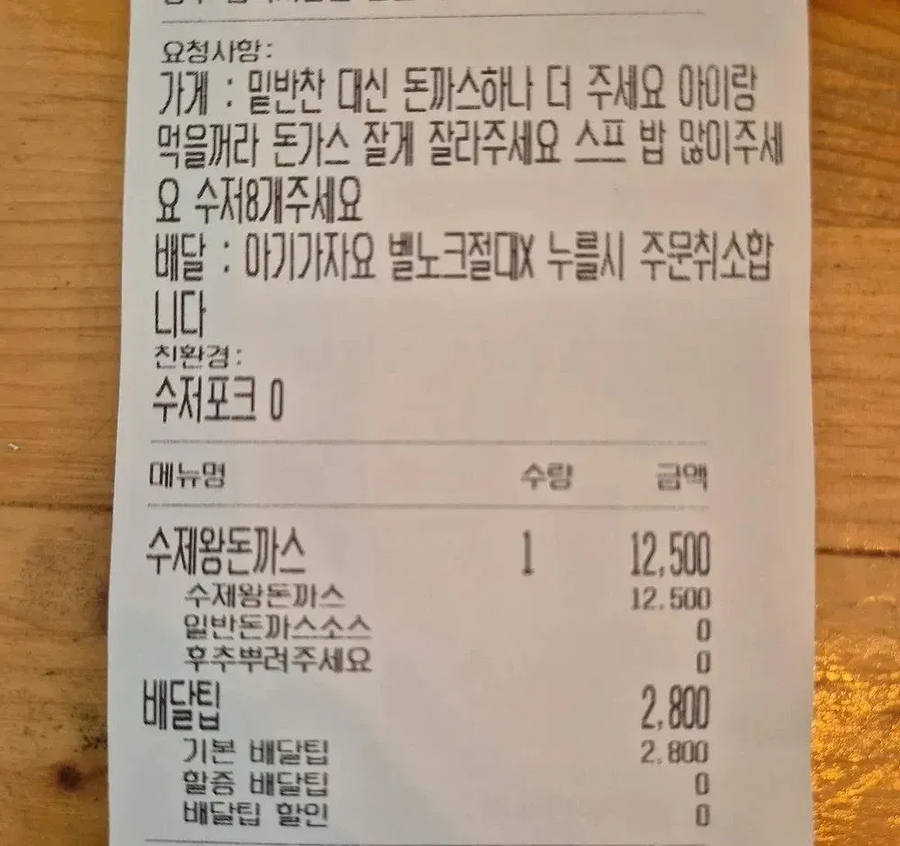 요청사항:
가게 : 밑반찬 대신 돈까스하나 더 주세요 아이랑
먹을꺼라 돈가스 잘게 잘라주세요 스프 밥 많이주세
요 수저8개주세요
배달 : 아기가자요 벨노크절대X 누를시 주문취소합
니다
친환경:
수저포크 0
메뉴명 수량 금액
수제왕돈까스 1 12,500
수제왕돈까스 12,500
일반돈까스소스 0
후추뿌려주세요 0
배달팁 2,800
기본 배달팁 2,800
할증 배달팁 0
배달팁 할인 0